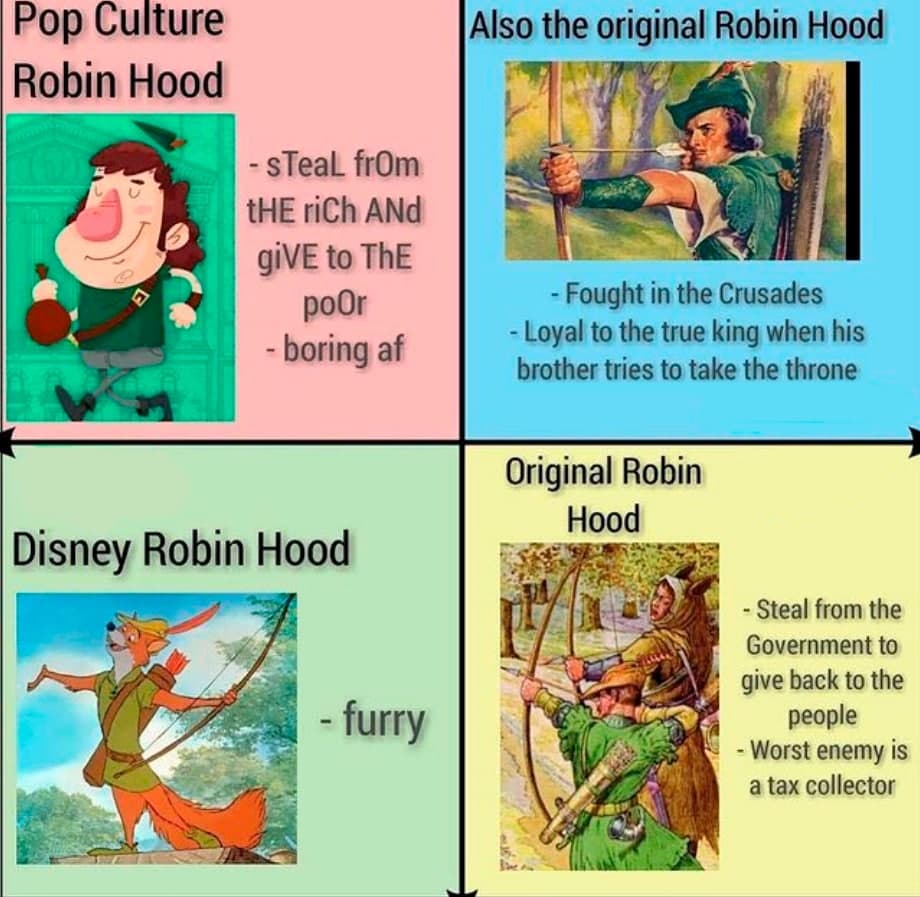 Pop Culture
Robin Hood
- sTeaL frOm
tHE riCh ANd
giVE to ThE
poOr
- boring af
Also the original Robin Hood
- Fought in the Crusades
- Loyal to the true king when his
brother tries to take the throne
Disney Robin Hood
- furry
Original Robin
Hood
- Steal from the
Government to
give back to the
people
- Worst enemy is
a tax collector